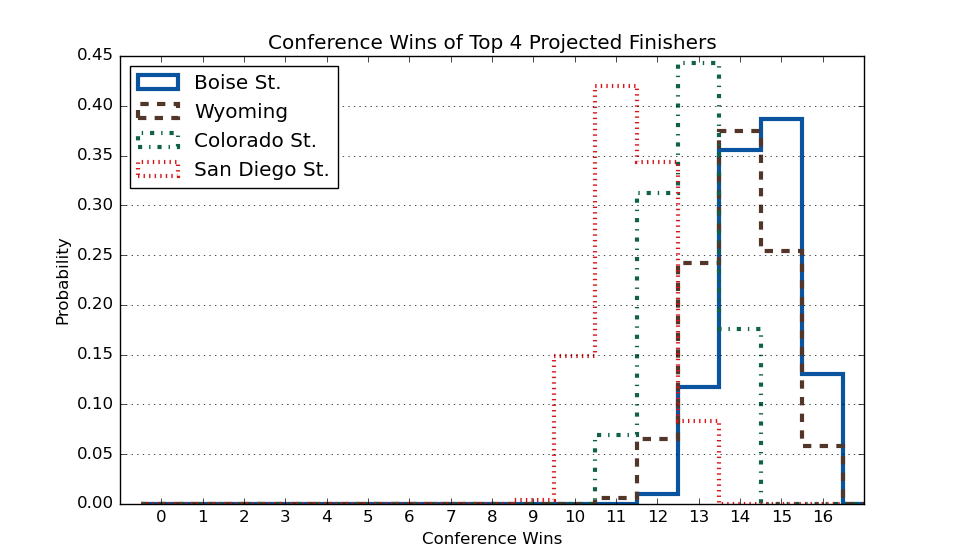 Conference Wins of Top 4 Projected Finishers
0.45
0.40
0.35
0.30
0.25
0.20
0.15
0.10
0.05
0.00
Probability
Boise St.
Wyoming
Colorado St.
San Diego St.
0 1 2 3 4 5 6 7 8 9 10 11 12 13 14 15 16
Conference Wins